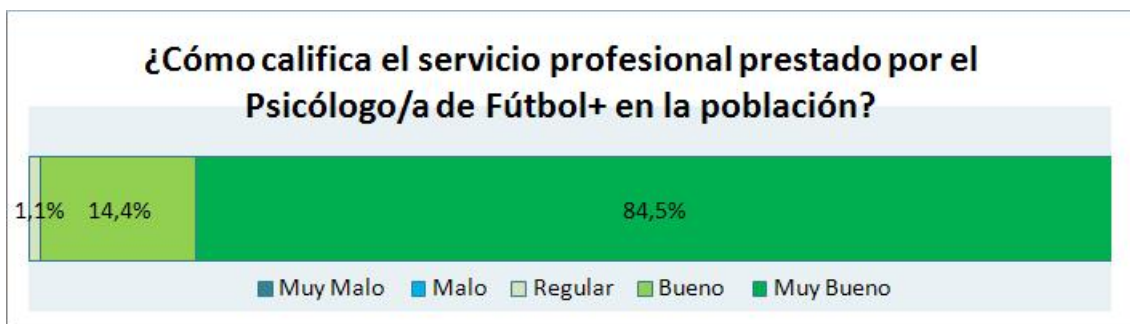 ¿Cómo califica el servicio profesional prestado por el
Psicólogo/a de Fútbol+ en la población?
1,1% 14,4% 84,5%
Muy Malo Malo Regular Bueno Muy Bueno